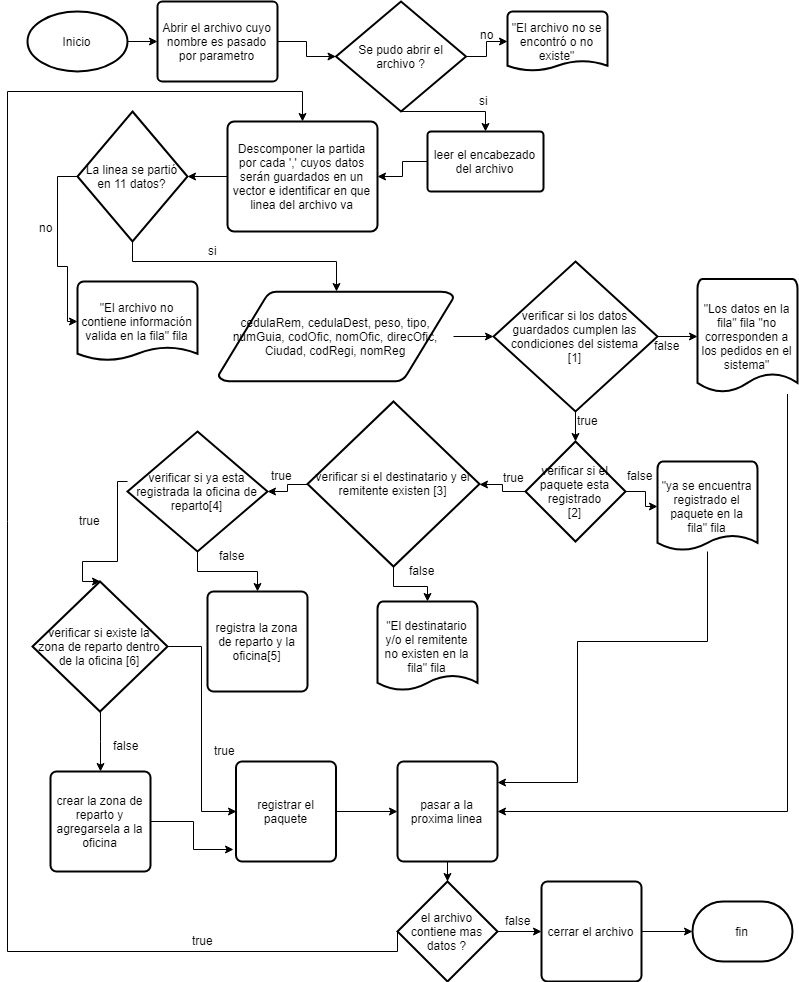 Inicio
Abrir el archivo cuyo
nombre es pasado
por parametro
Se pudo abrir el
archivo ?
no
"El archivo no se
encontró o no
existe"
si
leer el encabezado
del archivo
Descomponer la partida
por cada ',' cuyos datos
serán guardados en un
vector e identificar en que
linea del archivo va
La linea se partió
en 11 datos?
no
si
"El archivo no
contiene información
valida en la fila" fila
cedulaRem, cedulaDest, peso, tipo,
numGuia, codOfic, nomOfic, direcOfic,
Ciudad, codRegi, nomReg
verificar si los datos
guardados cumplen las
condiciones del sistema
[1]
false
"Los datos en la
fila" fila "no
corresponden a
los pedidos en el
sistema"
true
verificar si el
paquete esta
registrado
[2]
false
"ya se encuentra
registrado el
paquete en la
fila" fila
true
verificar si el destinatario y el
remitente existen [3]
true
false
"El destinatario
y/o el remitente
no existen en la
fila" fila
verificar si ya esta
registrada la oficina de
reparto[4]
true
false
registra la zona
de reparto y la
oficina[5]
verificar si existe la
zona de reparto dentro
de la oficina [6]
false
true
crear la zona de
reparto y
agregarsela a la
oficina
registrar el
paquete
pasar a la
proxima linea
el archivo
contiene mas
datos ?
true
false
cerrar el archivo
fin